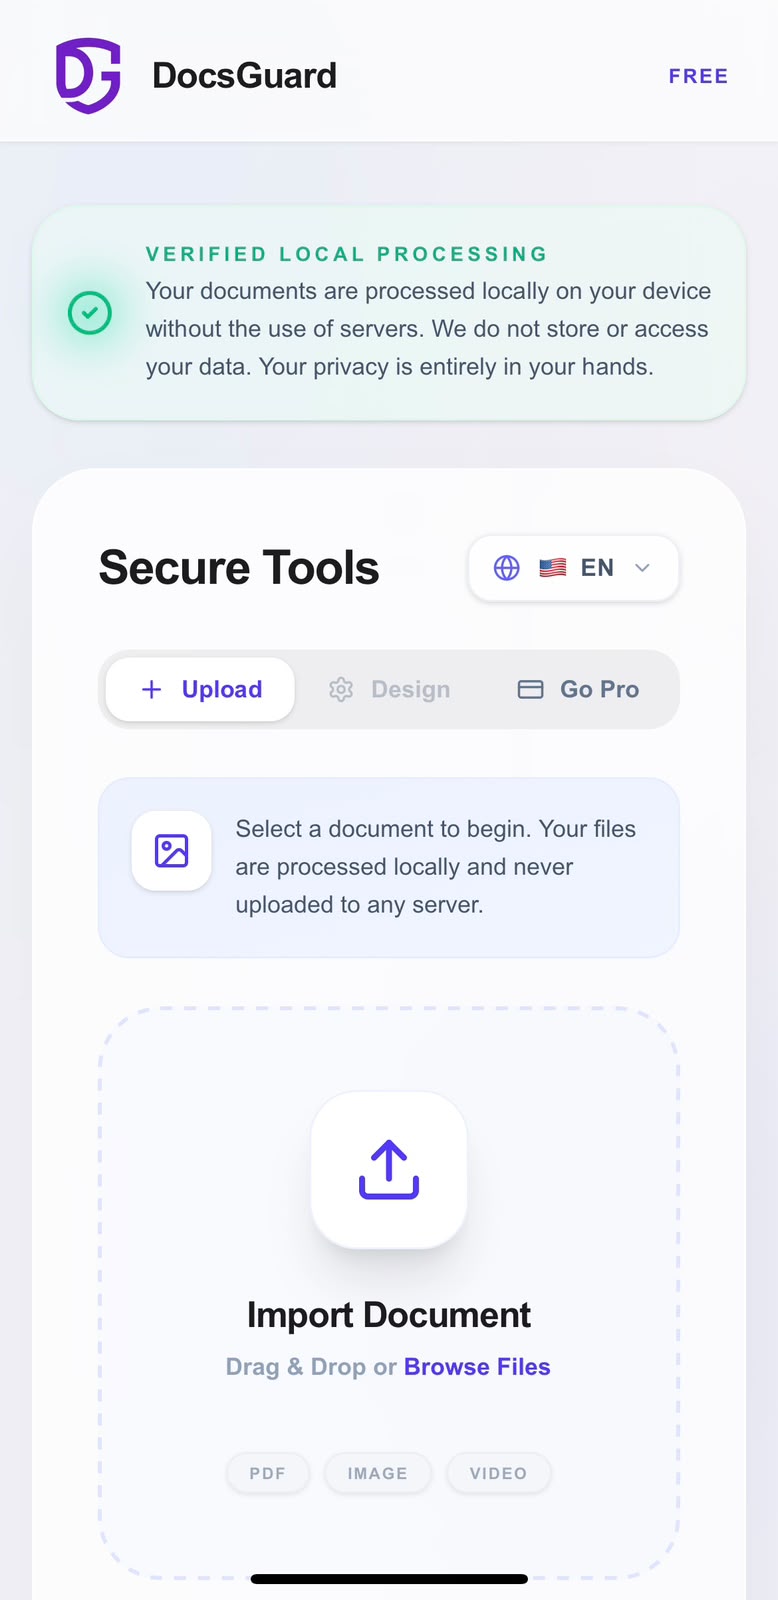 DG
DocsGuard
FREE
VERIFIED LOCAL PROCESSING
Your documents are processed locally on your device
without the use of servers. We do not store or access
your data. Your privacy is entirely in your hands.
Secure Tools
EN
Upload
Design
Go Pro
Select a document to begin. Your files
are processed locally and never
uploaded to any server.
Import Document
Drag & Drop or Browse Files
PDF
IMAGE
VIDEO